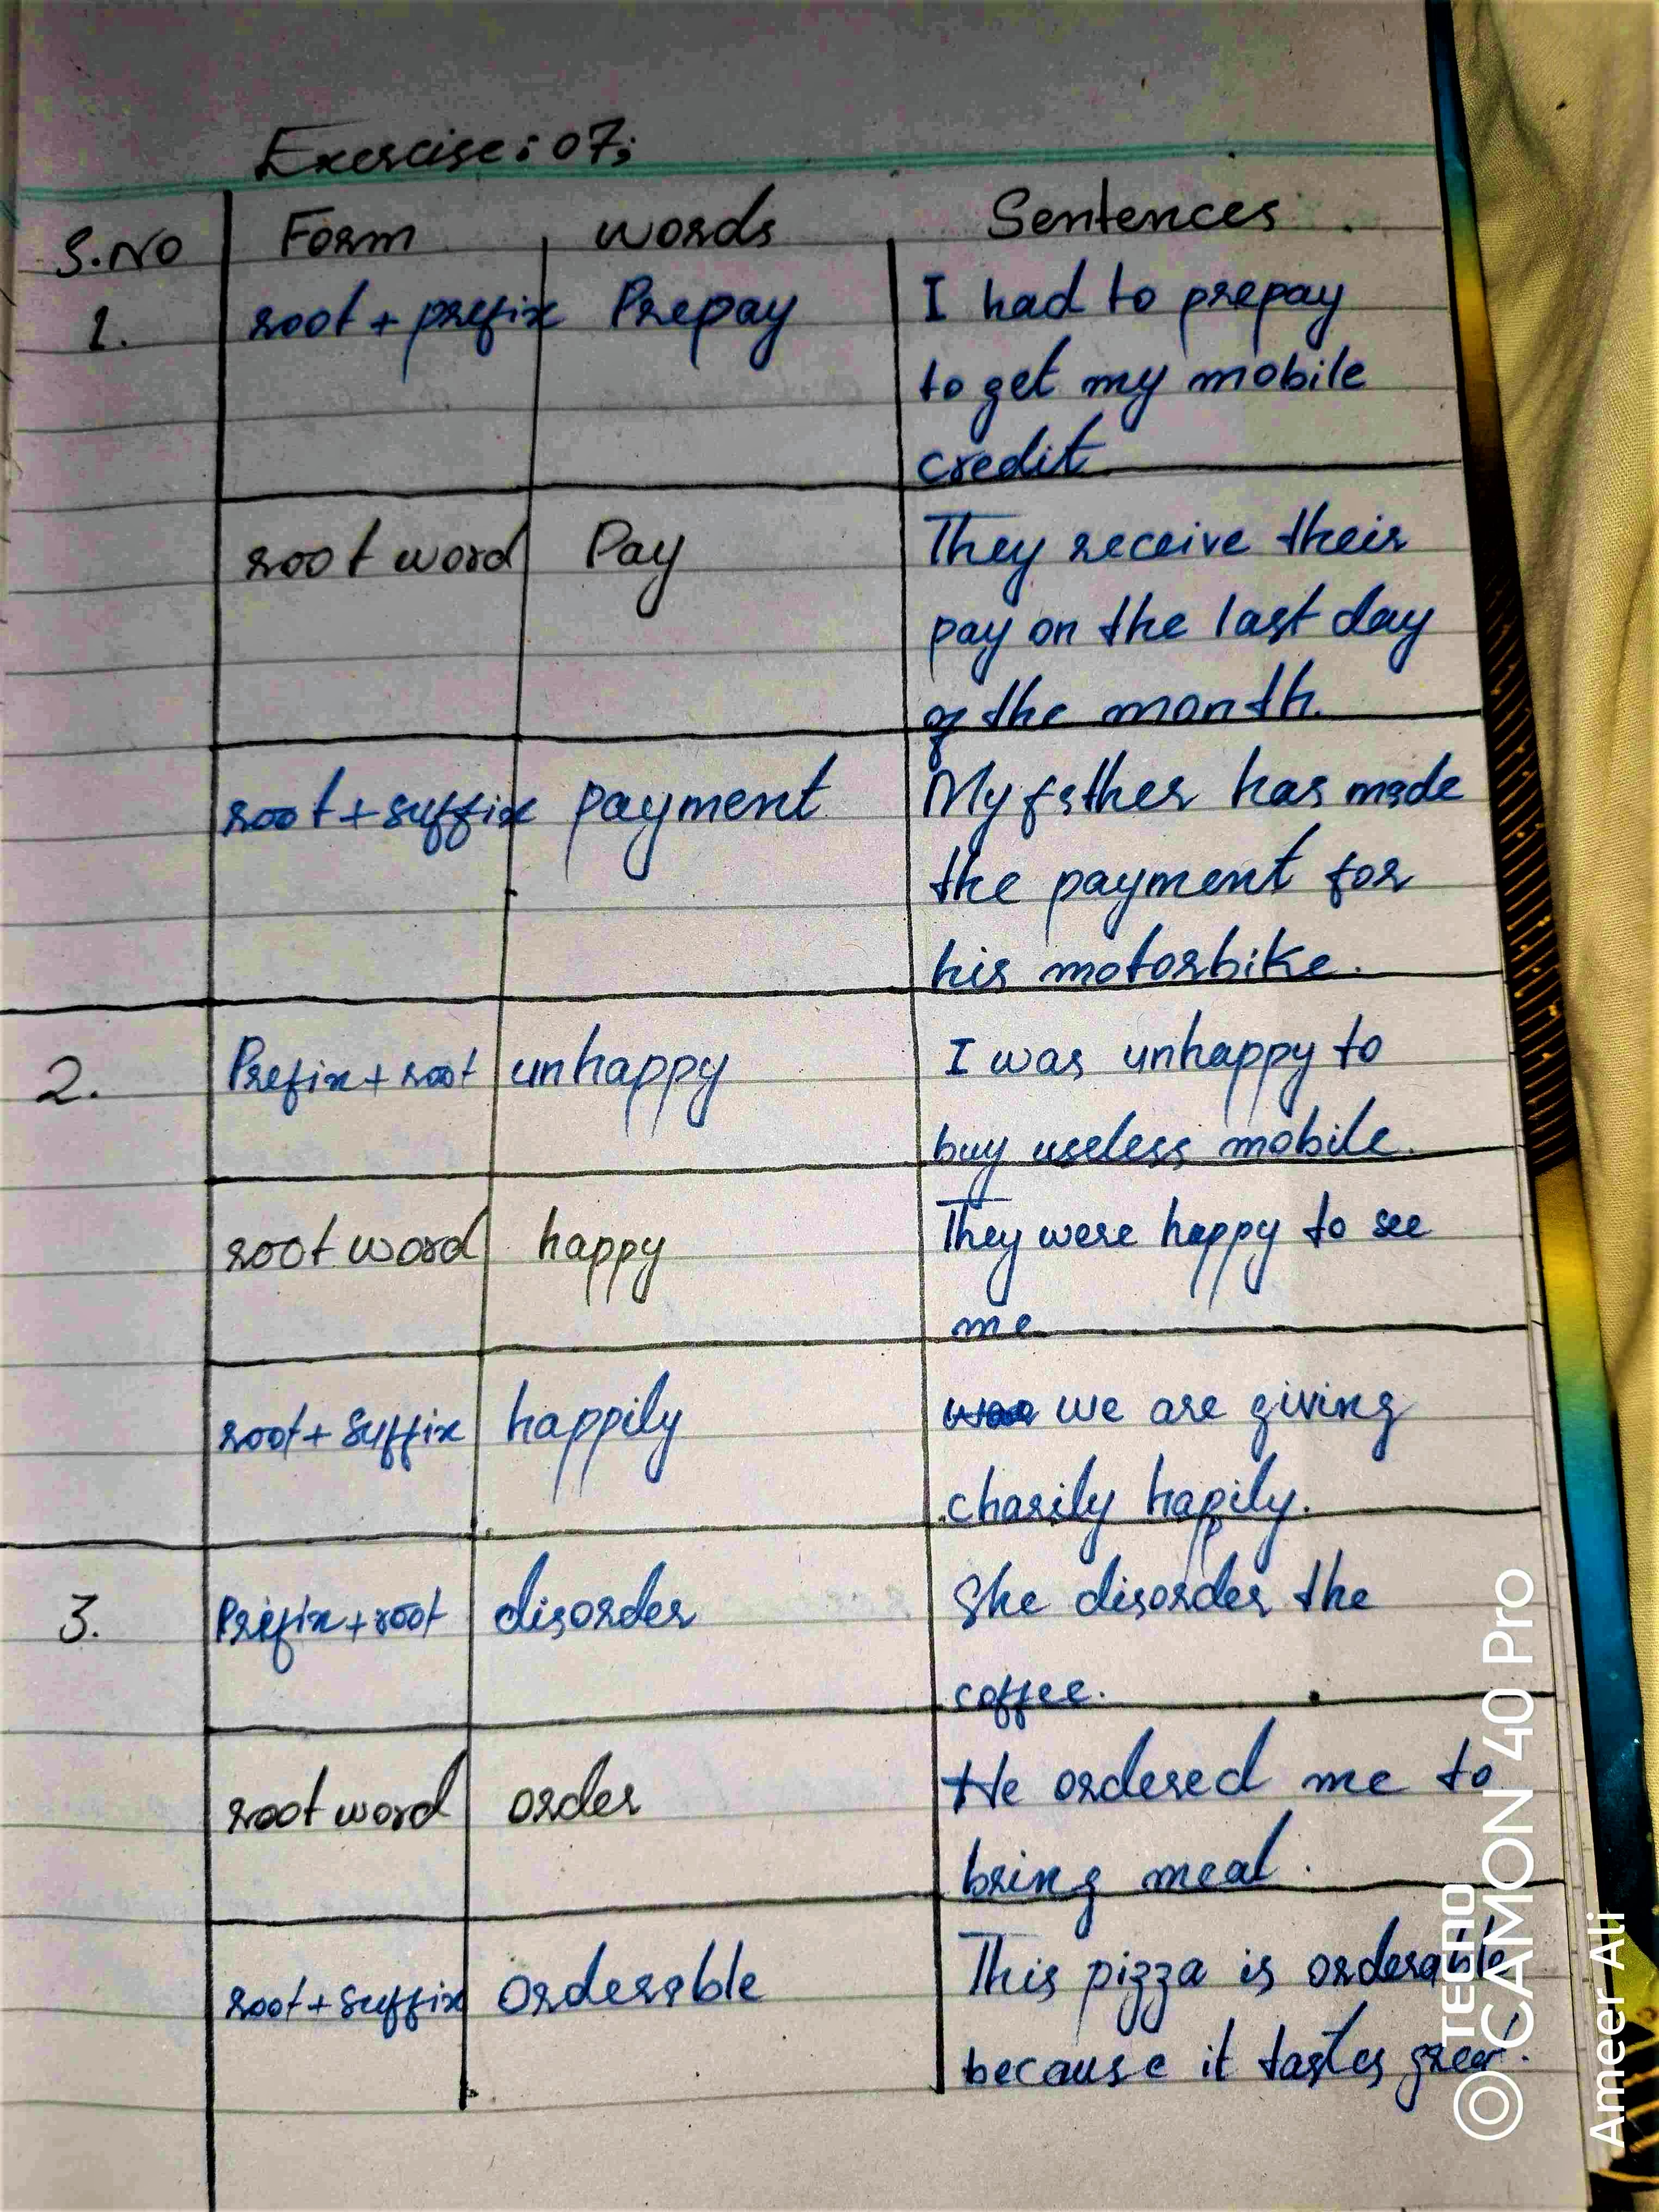 Exercise: 07;
S.No Form words Sentences
1. root + prefix Prepay I had to prepay
to get my mobile
credit
root word Pay They receive their
pay on the last day
of the month.
root + suffix payment My father has made
the payment for
his motorbike.
2. Prefix + root unhappy I was unhappy to
buy useless mobile.
root word happy They were happy to see
me
root + suffix happily we are giving
charily happily.
3. Prefix + root disorder She disorder the
coffee.
root word order He ordered me to
bring meal.
root + suffix orderable This pizza is orderable
because it tastes great.
TECNO
CAMON 40 Pro
Ameer Ali